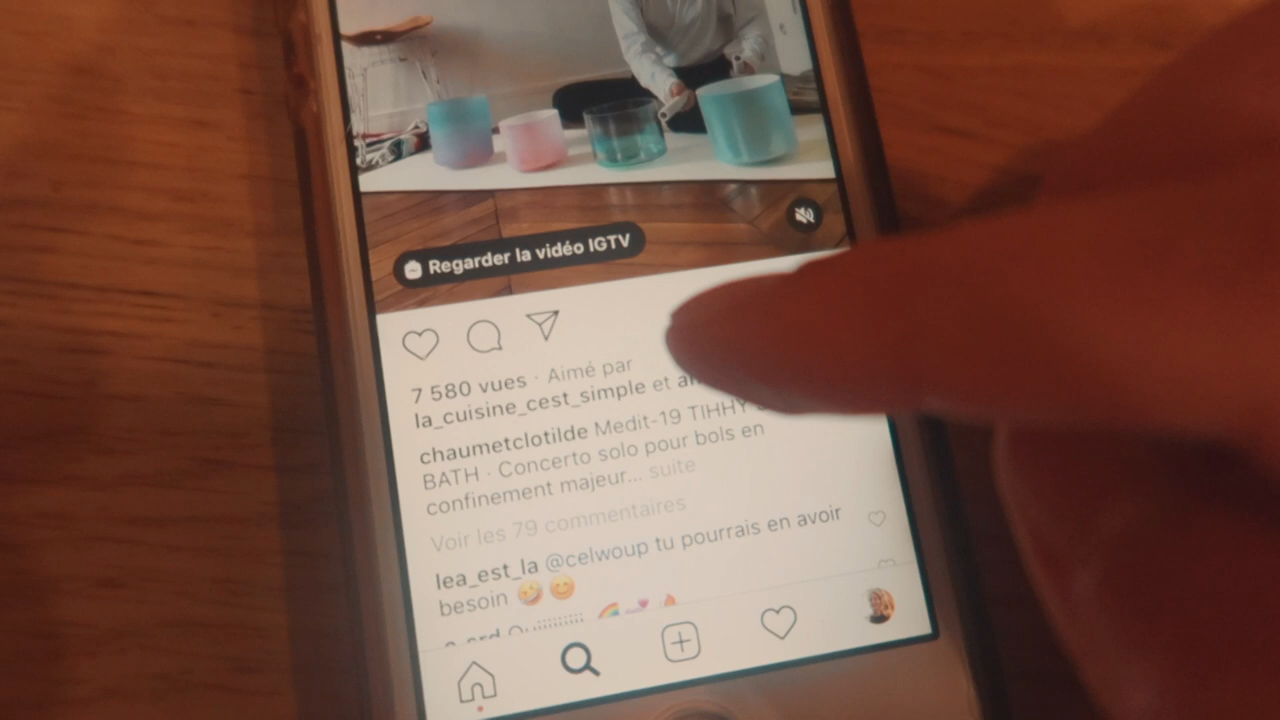 Regarder la vidéo IGTV
7 580 vues · Aimé par
la_cuisine_cest_simple et
chaumetclotilde Medit-19 TIHHY
BATH · Concerto solo pour bols en
confinement majeur... suite
Voir les 79 commentaires
lea_est_la @celwoup tu pourrais en avoir
besoin 🤣😊